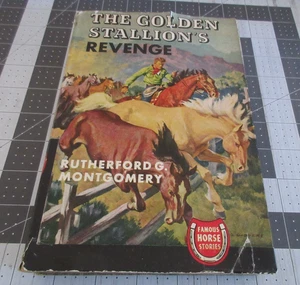 THE GOLDEN
STALLION'S
REVENGE
RUTHERFORD G.
MONTGOMERY
FAMOUS
HORSE
STORIES